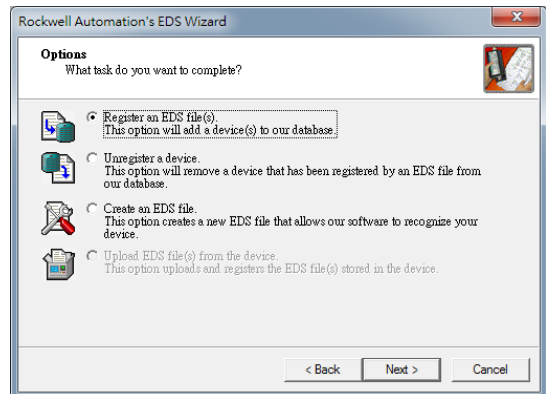 Rockwell Automation's EDS Wizard
Options
What task do you want to complete?
Register an EDS file(s).
This option will add a device(s) to our database.
Unregister a device.
This option will remove a device that has been registered by an EDS file from
our database.
Create an EDS file.
This option creates a new EDS file that allows our software to recognize your
device.
Upload EDS file(s) from the device.
This option uploads and registers the EDS file(s) stored in the device.
< Back
Next >
Cancel